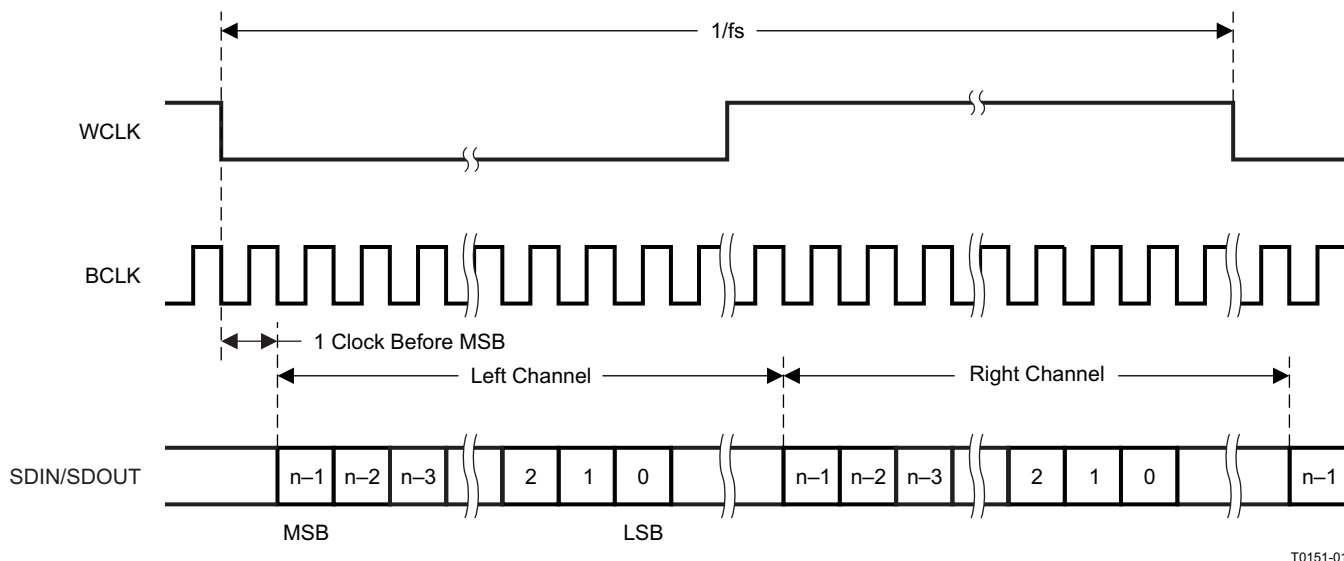 1/fs
WCLK
BCLK
1 Clock Before MSB
Left Channel
Right Channel
SDIN/SDOUT
n–1 n–2 n–3 2 1 0 n–1 n–2 n–3 2 1 0 n–1
MSB LSB
T0151-01